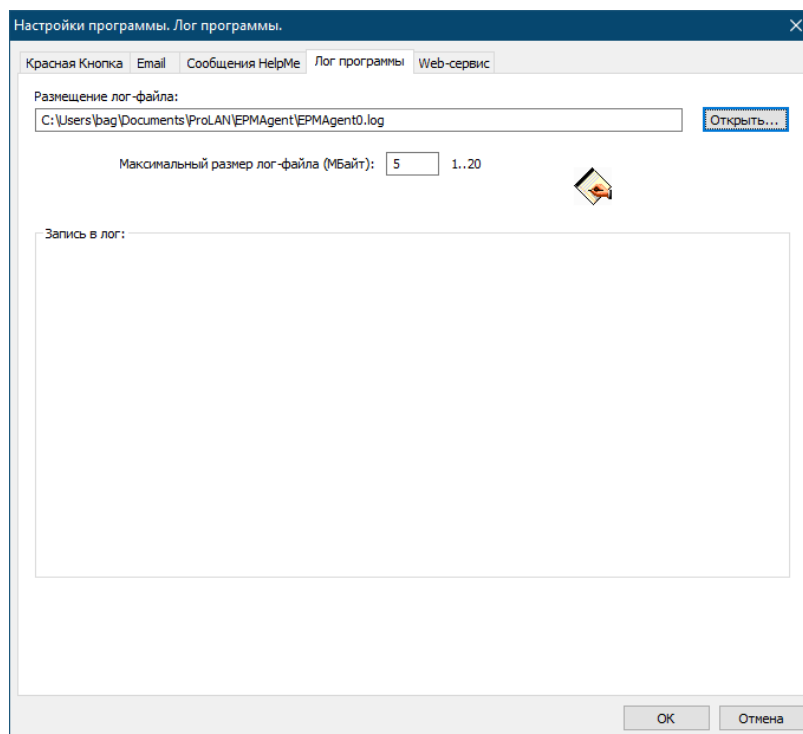 Настройки программы. Лог программы.
Красная Кнопка Email Сообщения HelpMe Лог программы Web-сервис
Размещение лог-файла:
C:\Users\bag\Documents\ProLAN\EPMAgent\EPMAgent0.log Открыть...
Максимальный размер лог-файла (МБайт): 5 1..20
Запись в лог:
OK Отмена